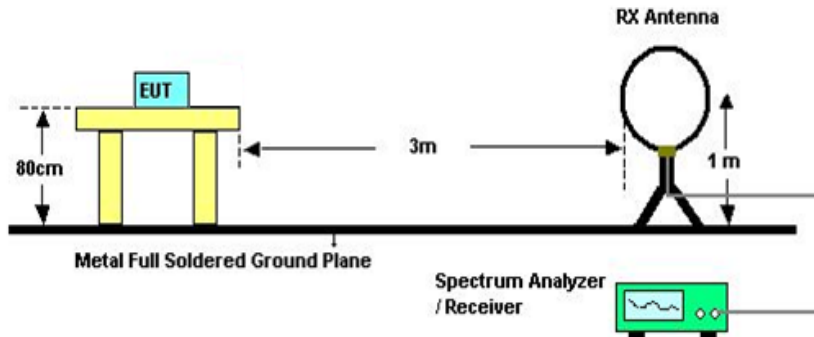 RX Antenna
EUT
3m
80cm
1 m
Metal Full Soldered Ground Plane
Spectrum Analyzer
/ Receiver